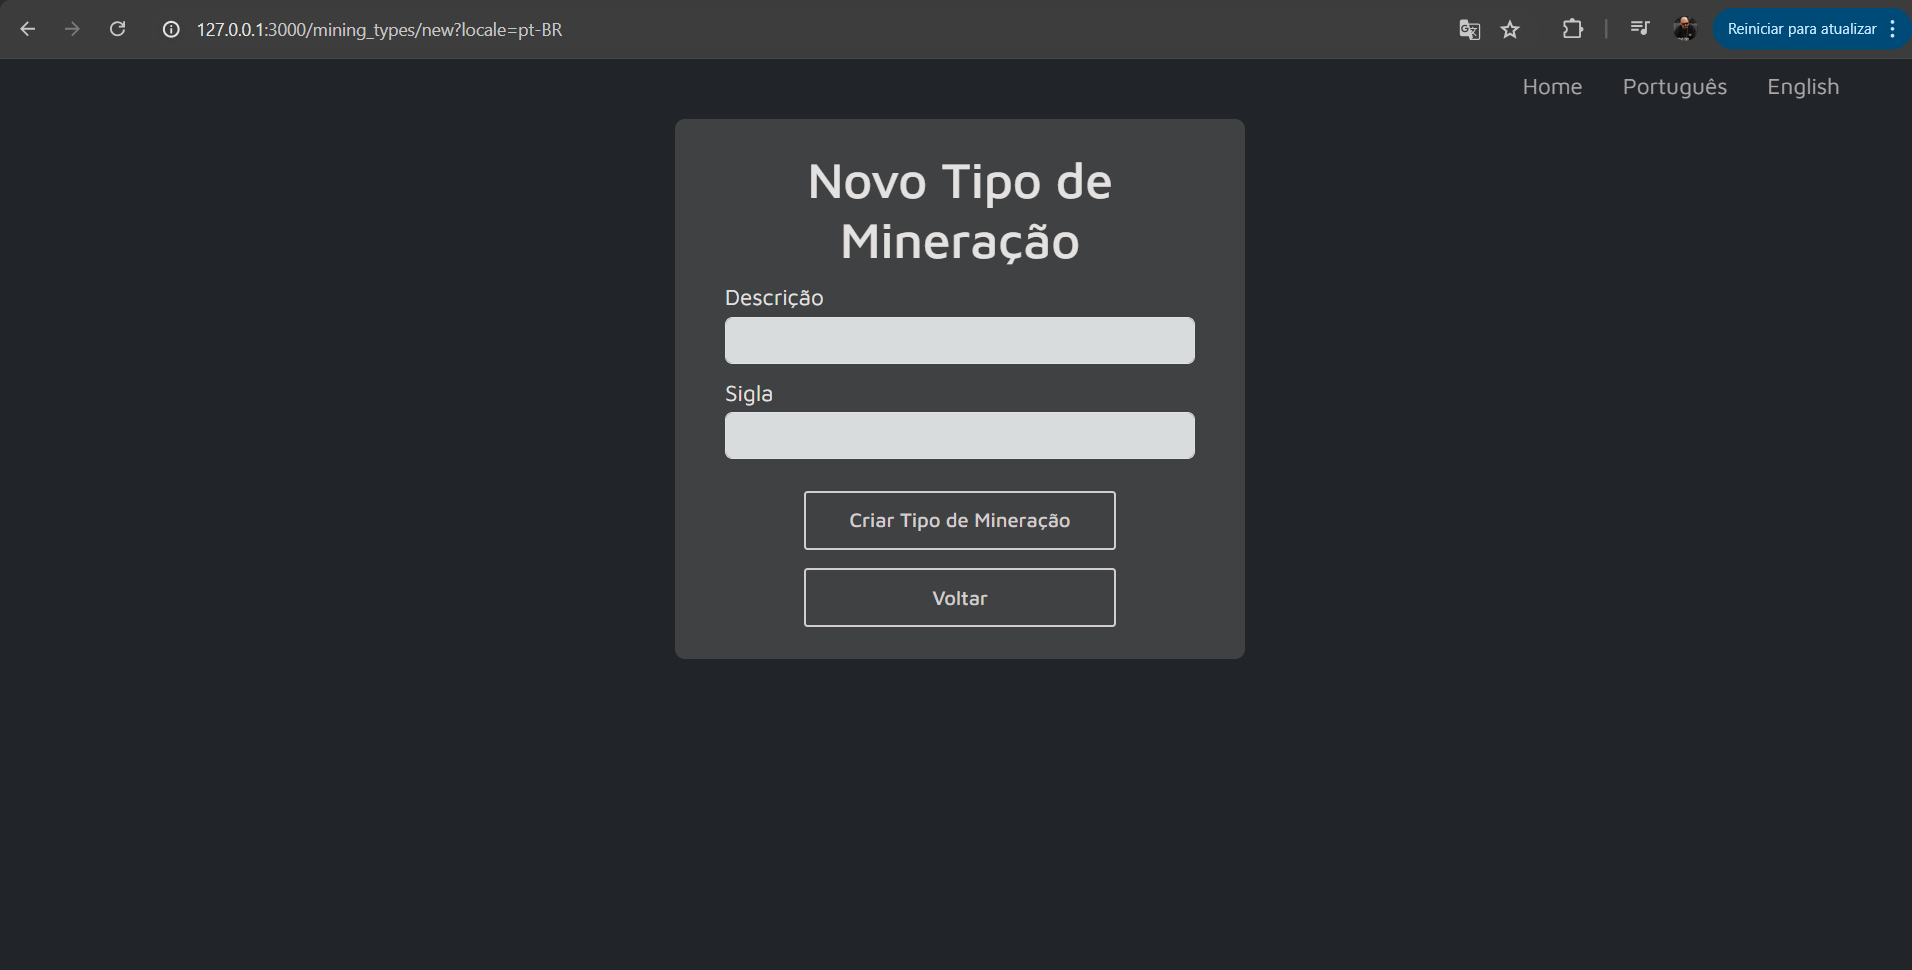 127.0.0.1:3000/mining_types/new?locale=pt-BR
Reiniciar para atualizar
Home Português English
Novo Tipo de
Mineração
Descrição
Sigla
Criar Tipo de Mineração
Voltar